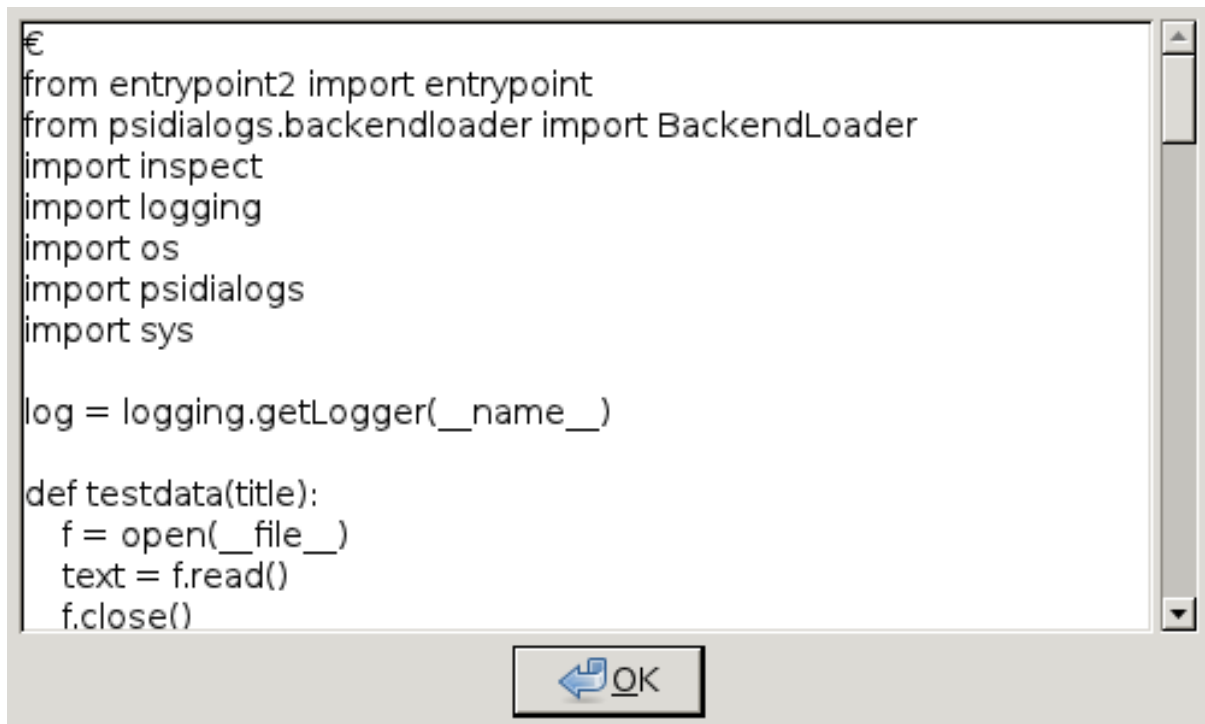 €
from entrypoint2 import entrypoint
from psidialogs.backendloader import BackendLoader
import inspect
import logging
import os
import psidialogs
import sys

log = logging.getLogger(__name__)

def testdata(title):
    f = open(__file__)
    text = f.read()
    f.close()
OK